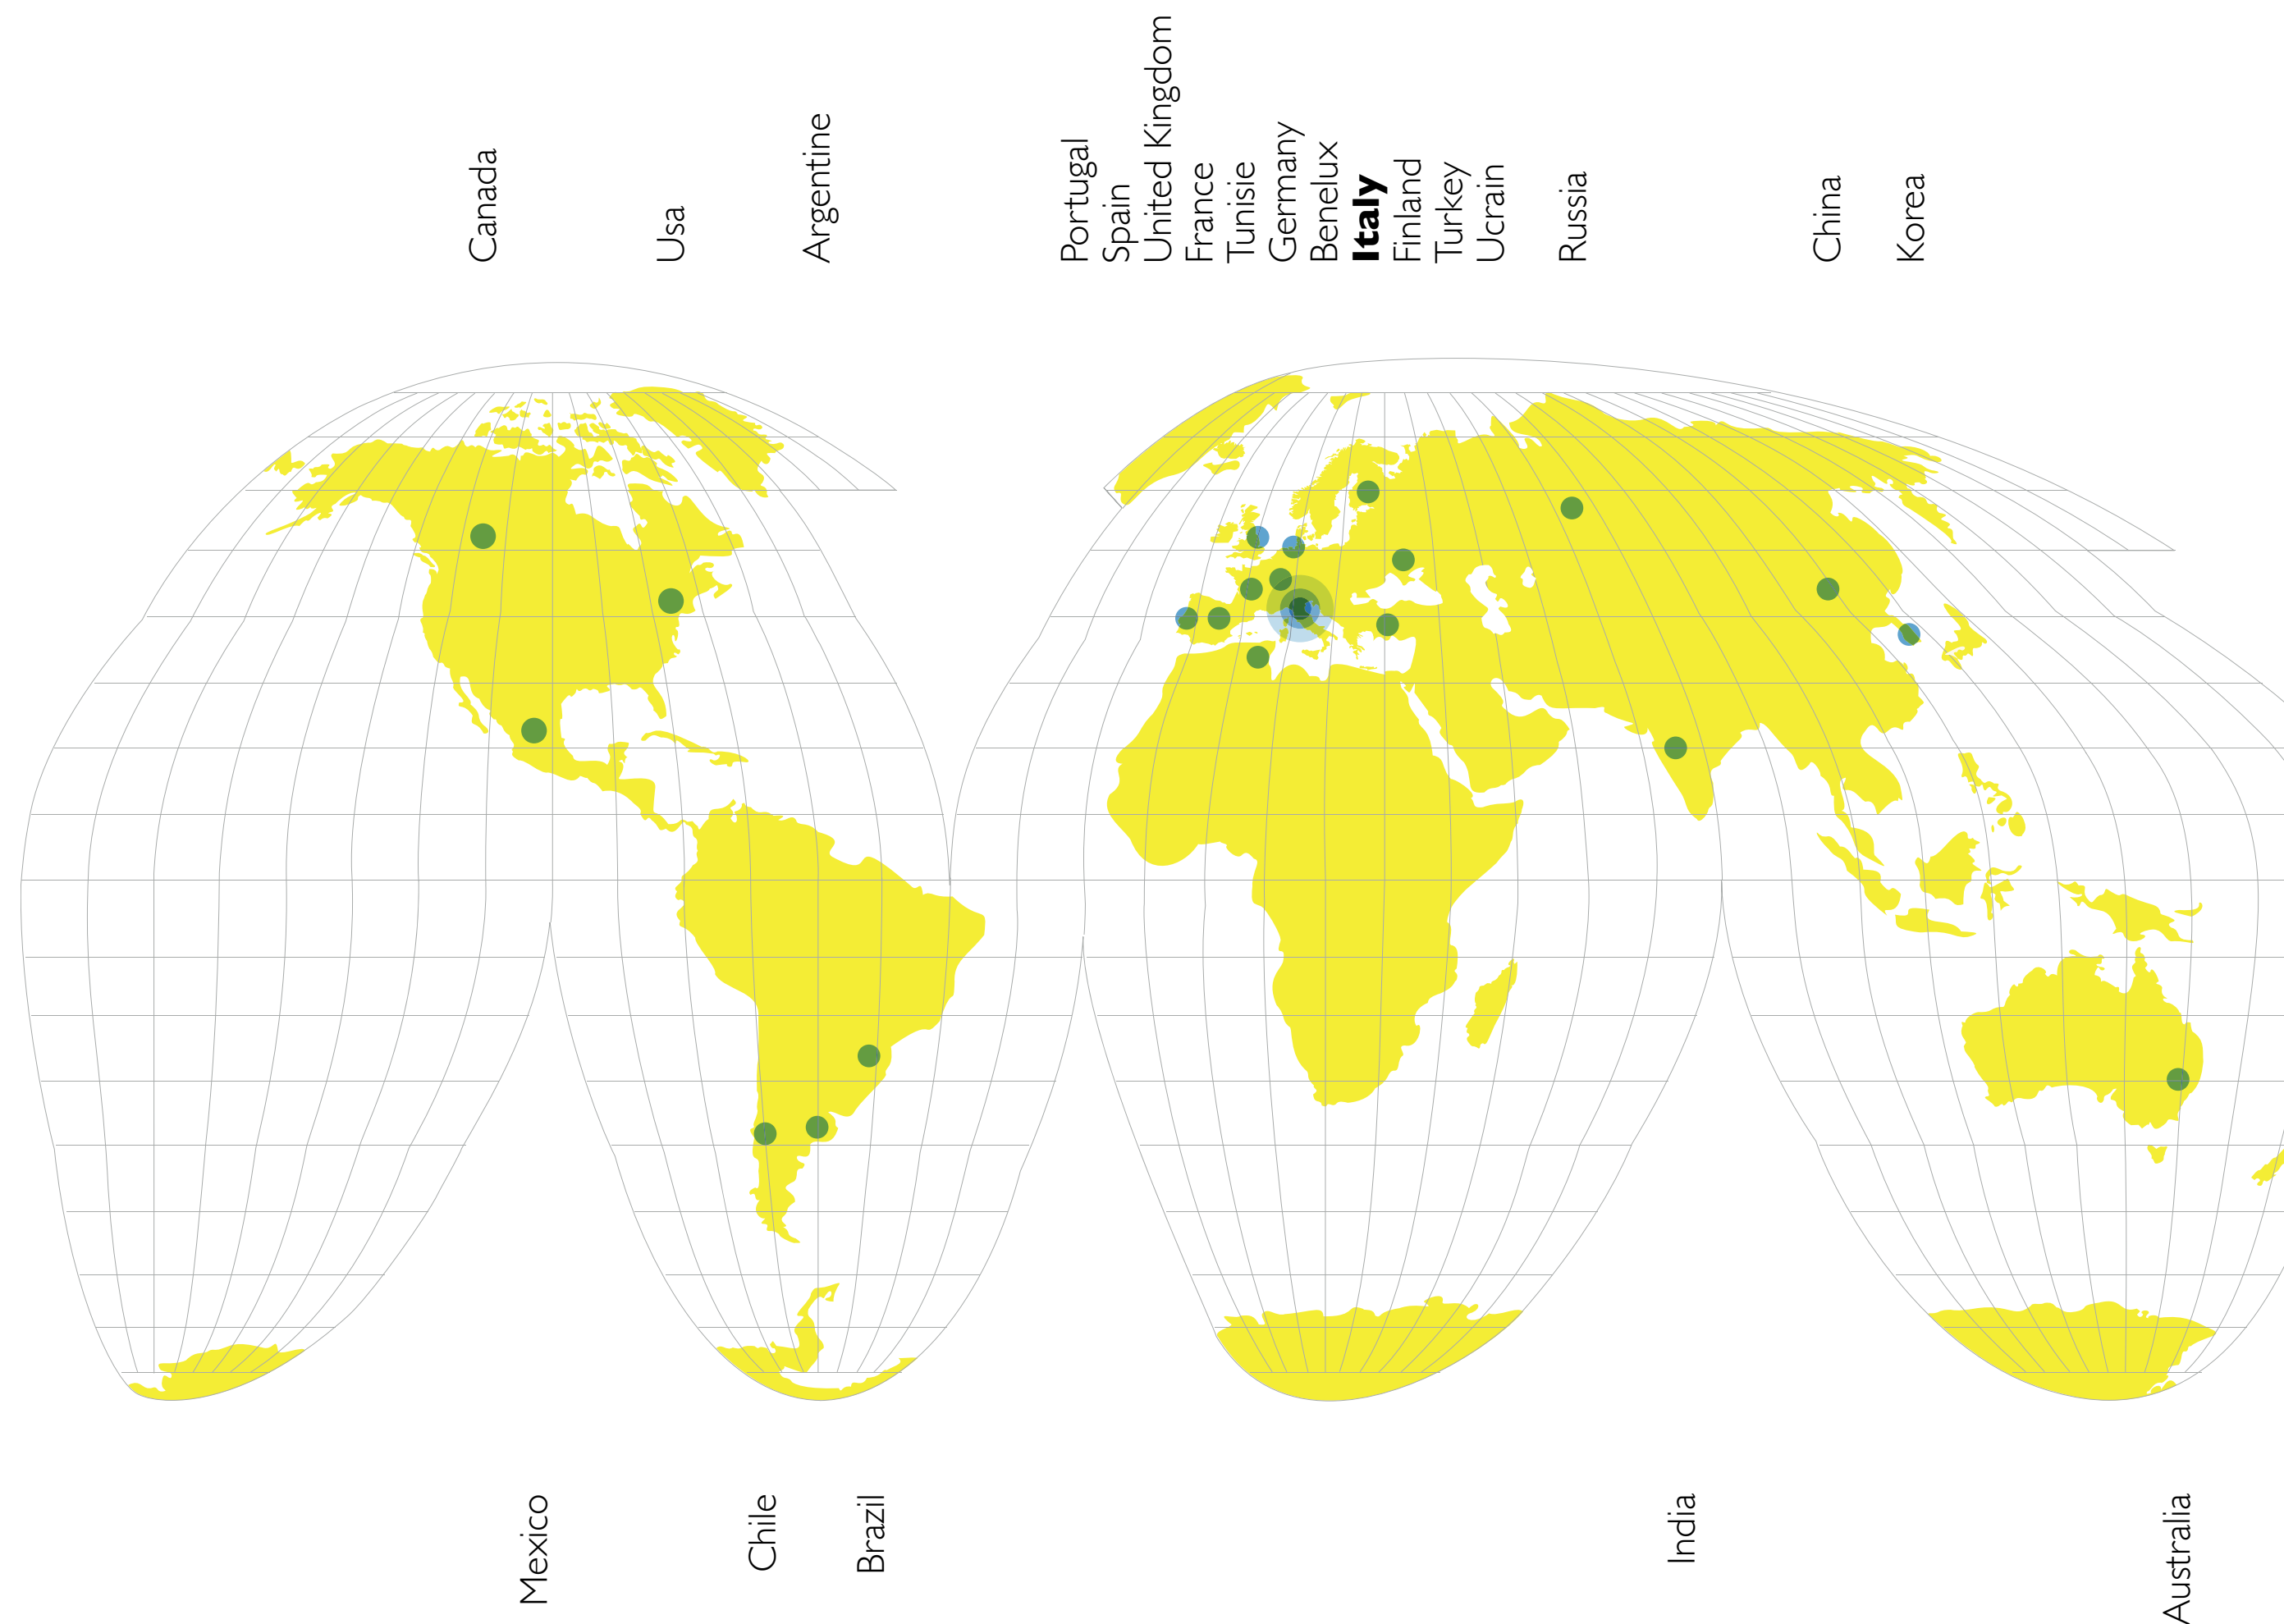 Canada
Usa
Argentine
Portugal
Spain
United Kingdom
France
Tunisie
Germany
Benelux
Italy
Finland
Turkey
Ucrain
Russia
China
Korea
Mexico
Chile
Brazil
India
Australia